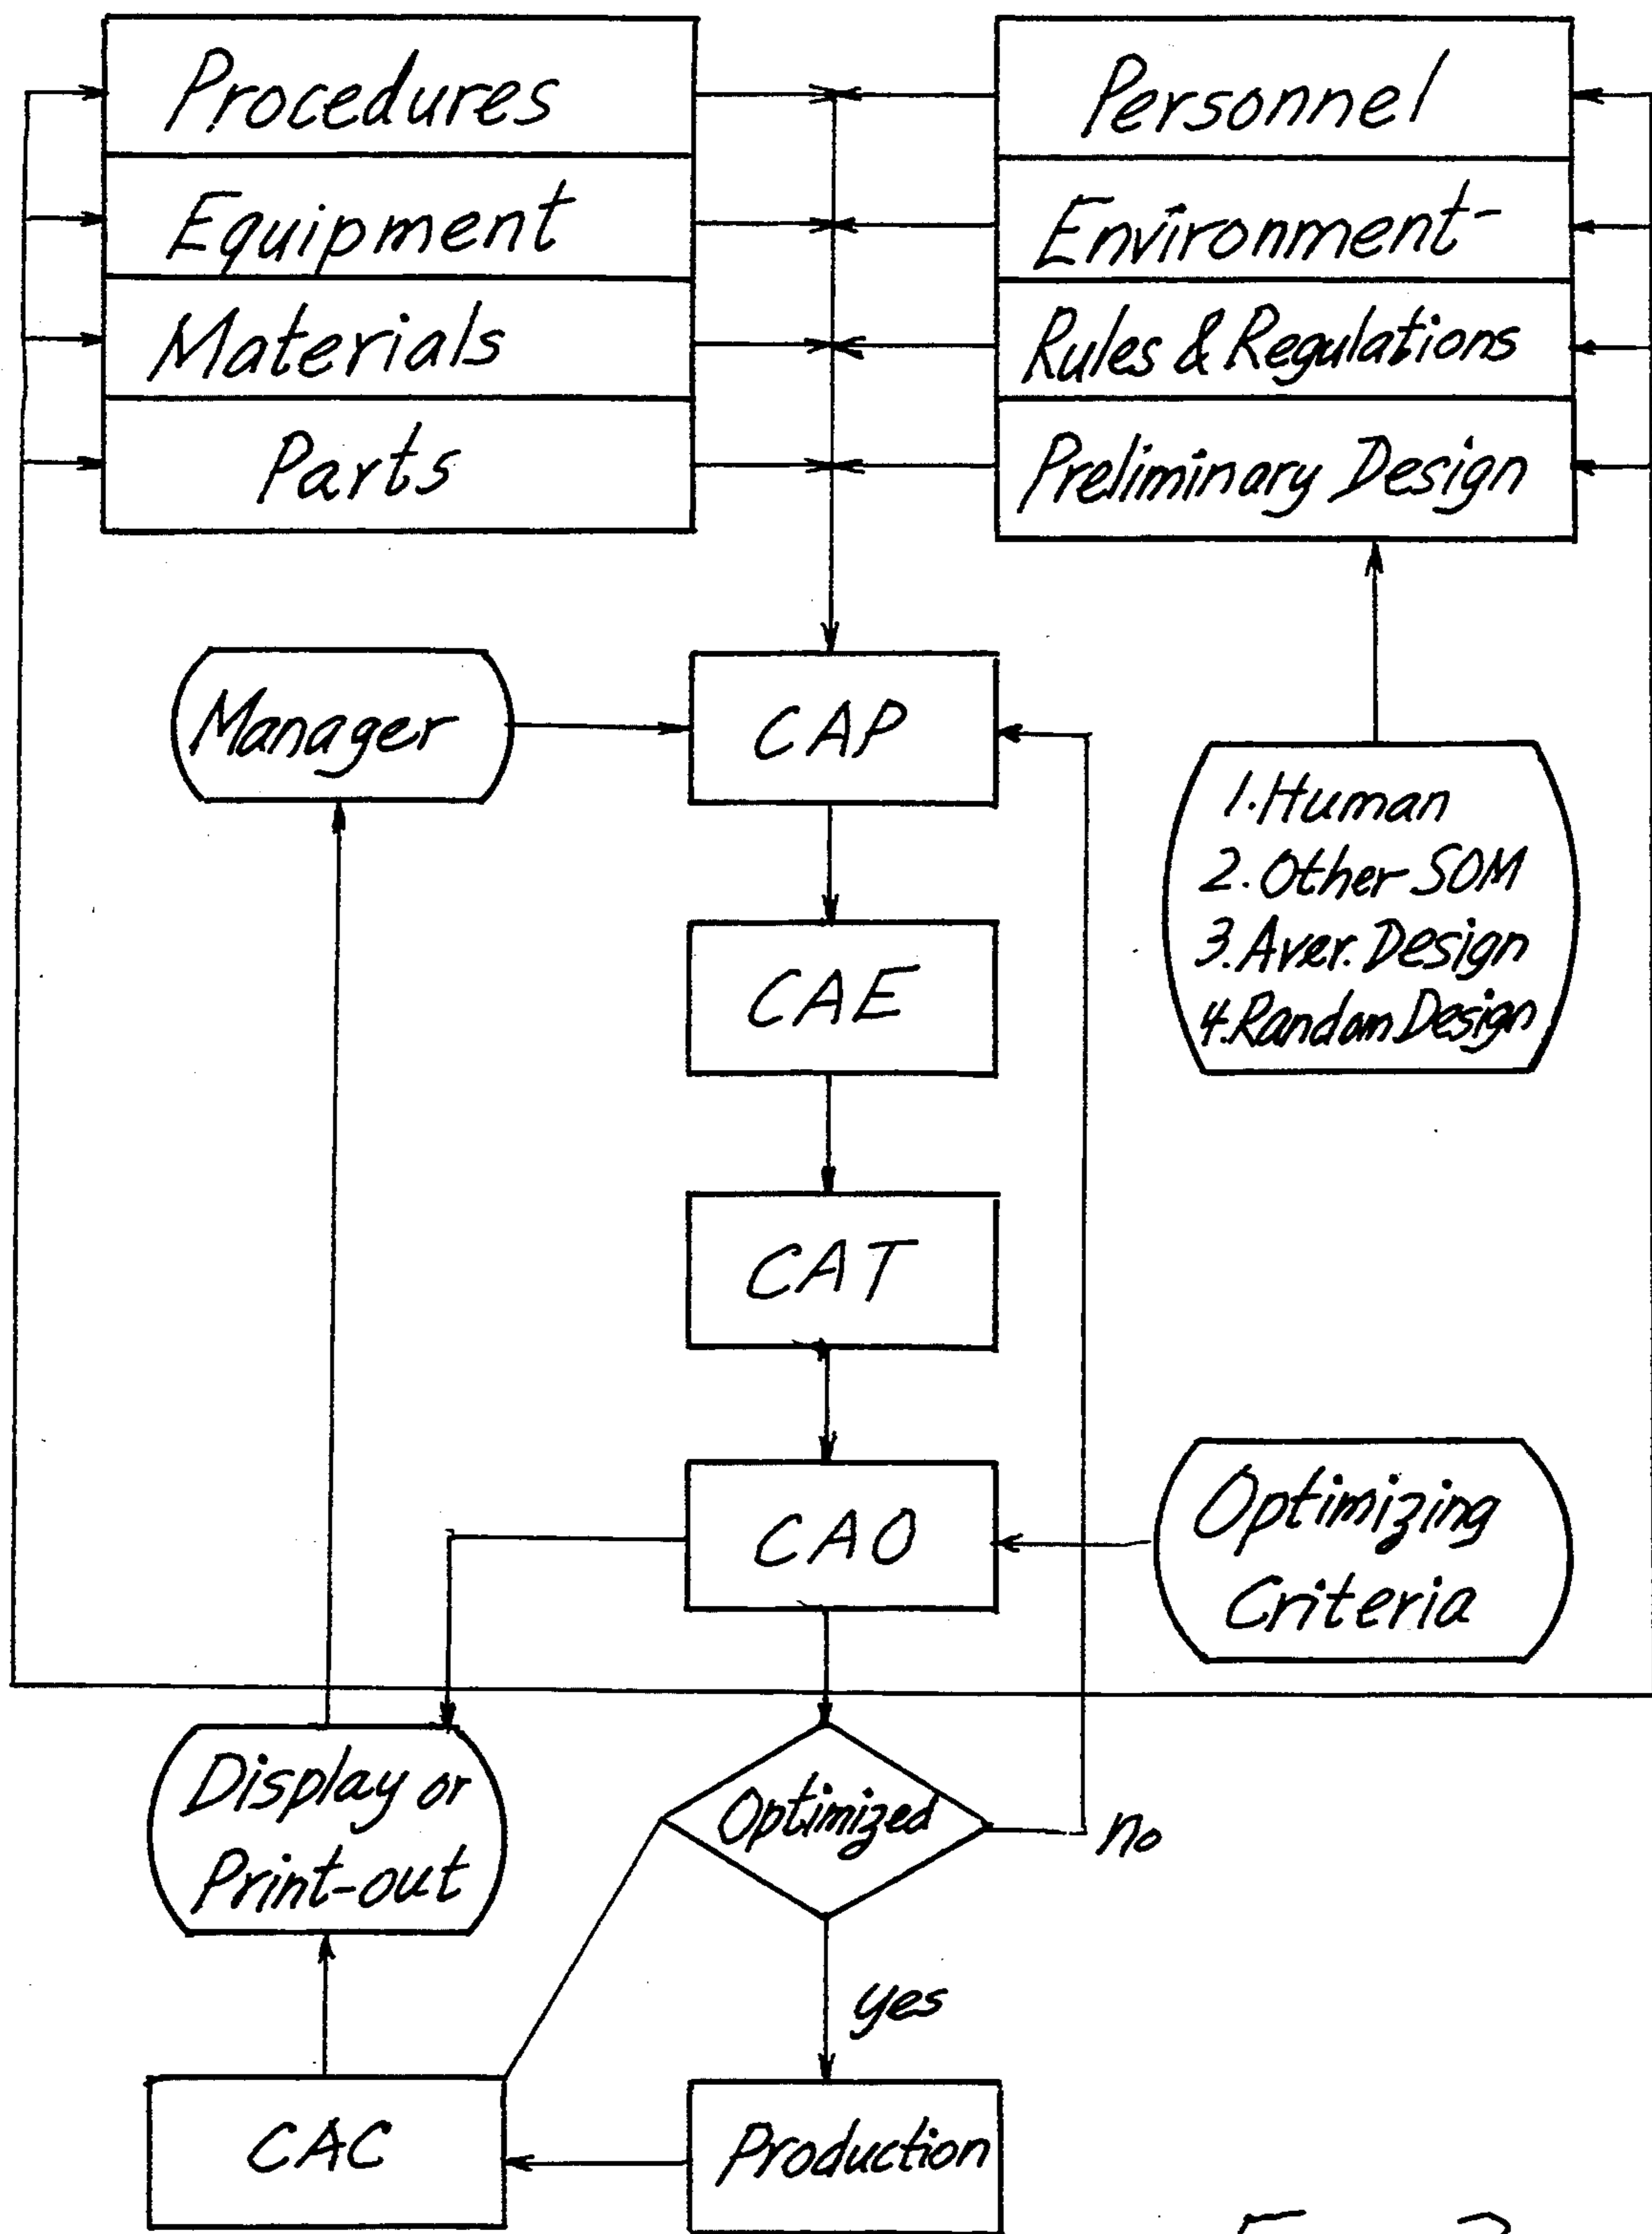 Procedures
Equipment
Materials
Parts
Personnel
Environment
Rules & Regulations
Preliminary Design
Manager
CAP
1. Human
2. Other SOM
3. Aver. Design
4. Random Design
CAE
CAT
CAO
Optimizing
Criteria
Display or
Print-out
Optimized
no
yes
CAC
Production